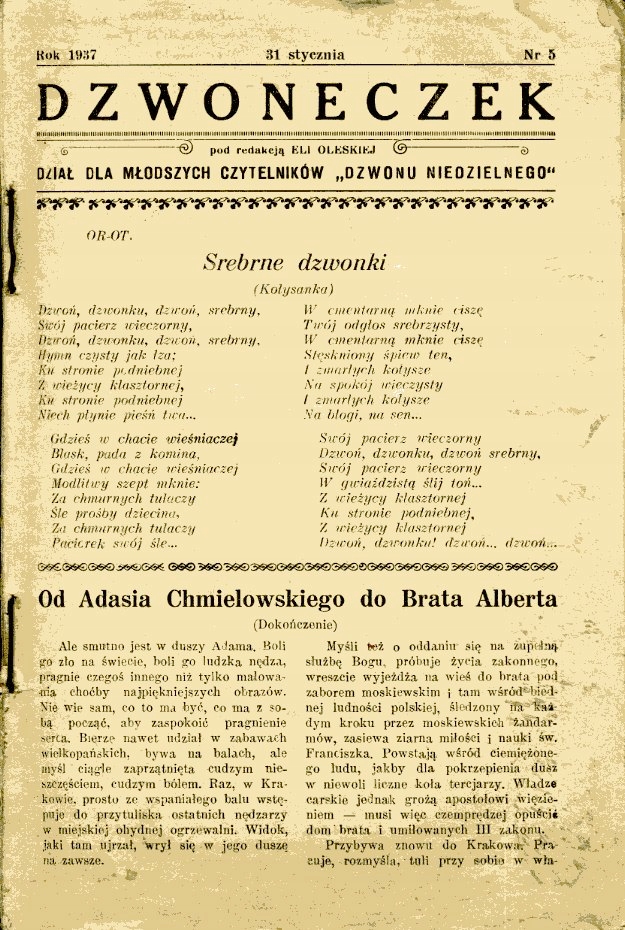 Rok 1937 31 stycznia Nr 5
DZWONECZEK
pod redakcją ELI OLESKIEJ
DZIAŁ DLA MŁODSZYCH CZYTELNIKÓW „DZWONU NIEDZIELNEGO“
OR-OT.
Srebrne dzwonki
(Kołysanka)
Dzwoń, dzwonku, dzwoń, srebrny,
Swój pacierz wieczorny,
Dzwoń, dzwonku, dzwoń, srebrny,
Hymn czysty jak łza;
Ku stronie podniebnej
Z wieżycy klasztornej,
Ku stronie podniebnej
Niech płynie pieśń twa...
Gdzieś w chacie wieśniaczej
Blask, pada z komina,
Gdzieś w chacie wieśniaczej
Modlitwy szept mknie:
Za chmurnych tułaczy
Śle prośby dziecina,
Za chmurnych tułaczy
Pacierek swój śle...
W cmentarną mknie ciszę
Twój odgłos srebrzysty,
W cmentarną mknie ciszę
Stęskniony śpiew ten,
I zmarłych kołysze
Na spokój wieczysty
I zmarłych kołysze
Na błogi, na sen...
Swój pacierz wieczorny
Dzwoń, dzwonku, dzwoń srebrny,
Swój pacierz wieczorny
W gwiaździstą ślij toń...
Z wieżycy klasztornej
Ku stronie podniebnej,
Z wieżycy klasztornej
Dzwoń, dzwonku! dzwoń... dzwoń...
Od Adasia Chmielowskiego do Brata Alberta
(Dokończenie)
Ale smutno jest w duszy Adama. Boli
go zło na świecie, boli go ludzka nędza,
pragnie czegoś innego niż tylko malowa-
nia choćby najpiękniejszych obrazów.
Nie wie sam, co to ma być, co ma z so-
bą począć, aby zaspokoić pragnienie
serca. Bierze nawet udział w zabawach
wielkopańskich, bywa na balach, ale
myśl ciągle zaprzątnięta cudzym nie-
szczęściem, cudzym bólem. Raz, w Kra-
kowie, prosto ze wspaniałego balu wstę-
puje do przytuliska ostatnich nędzarzy
w miejskiej ohydnej ogrzewalni. Widok,
jaki tam ujrzał, wrył się w jego duszę
na zawsze.
Myśli też o oddaniu się na zupełną
służbę Bogu, próbuje życia zakonnego,
wreszcie wyjeżdża na wieś do brata pod
zaborem moskiewskim i tam wśród bied-
nej ludności polskiej, śledzony na każ-
dym kroku przez moskiewskich żandar-
mów, zasiewa ziarna miłości i nauki św.
Franciszka. Powstają wśród ciemiężone-
go ludu, jakby dla pokrzepienia dusz
w niewoli liczne koła tercjarzy. Władze
carskie jednak grożą apostołowi więzie-
niem — musi więc czemprędzej opuścić
dom brata i umiłowanych III zakonu.
Przybywa znowu do Krakowa. Pra-
cuje, rozmyśla, tuli przy sobie w wła-